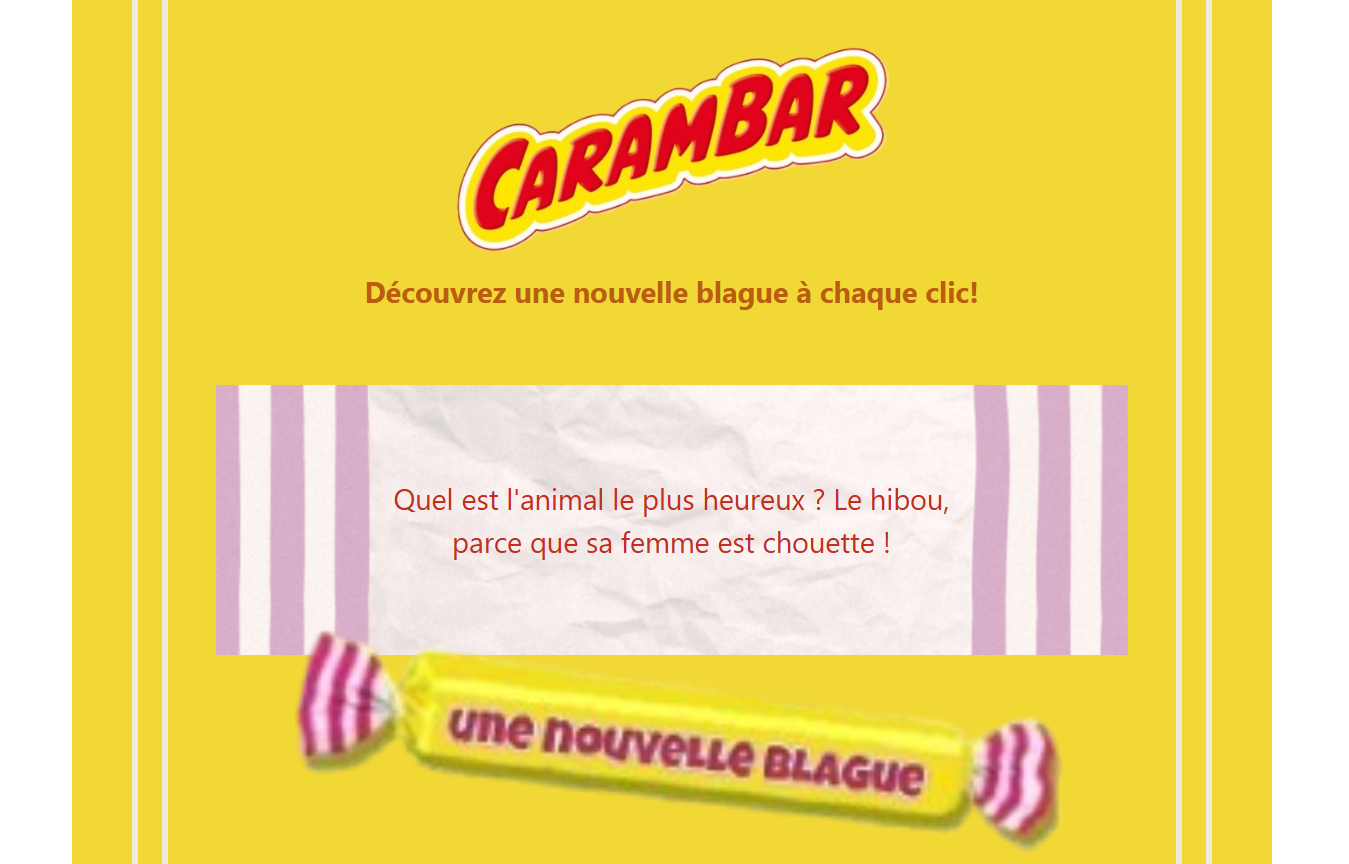 CARAMBAR
Découvrez une nouvelle blague à chaque clic!
Quel est l'animal le plus heureux ? Le hibou,
parce que sa femme est chouette !
une nouvelle blague